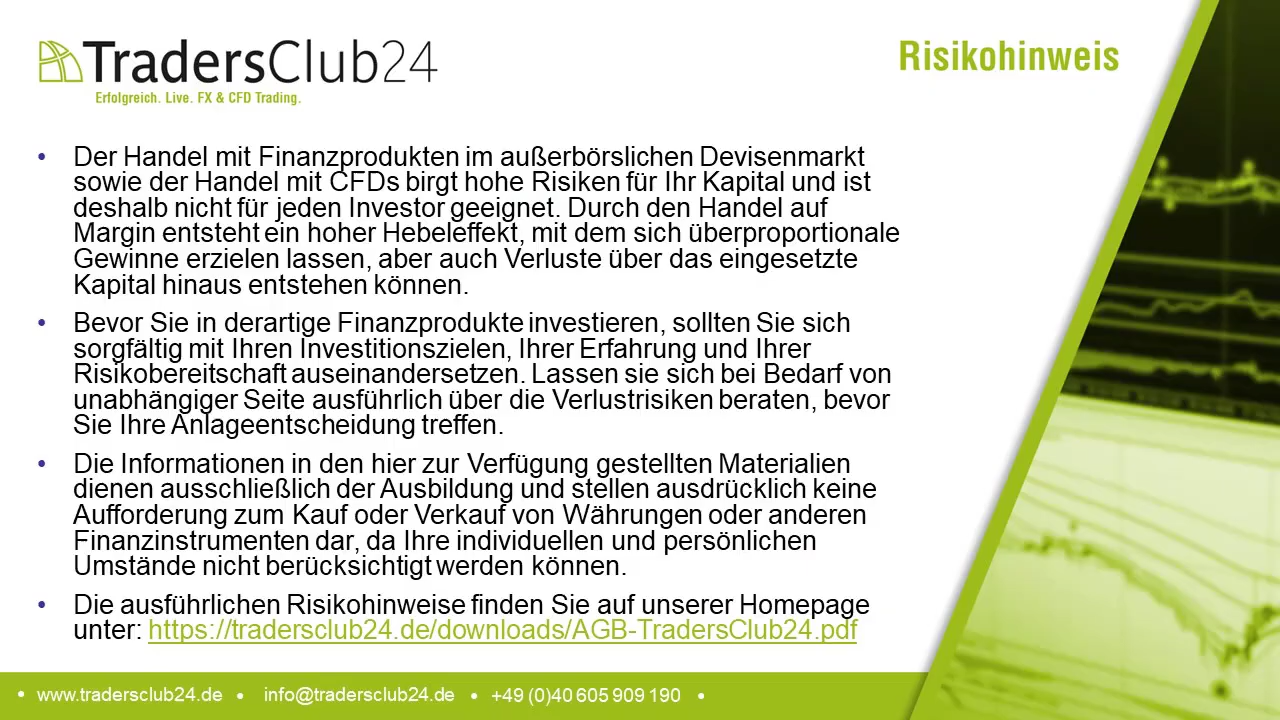 TradersClub24
Erfolgreich. Live. FX & CFD Trading.
Risikohinweis
• Der Handel mit Finanzprodukten im außerbörslichen Devisenmarkt
sowie der Handel mit CFDs birgt hohe Risiken für Ihr Kapital und ist
deshalb nicht für jeden Investor geeignet. Durch den Handel auf
Margin entsteht ein hoher Hebeleffekt, mit dem sich überproportionale
Gewinne erzielen lassen, aber auch Verluste über das eingesetzte
Kapital hinaus entstehen können.
• Bevor Sie in derartige Finanzprodukte investieren, sollten Sie sich
sorgfältig mit Ihren Investitionszielen, Ihrer Erfahrung und Ihrer
Risikobereitschaft auseinandersetzen. Lassen sie sich bei Bedarf von
unabhängiger Seite ausführlich über die Verlustrisiken beraten, bevor
Sie Ihre Anlageentscheidung treffen.
• Die Informationen in den hier zur Verfügung gestellten Materialien
dienen ausschließlich der Ausbildung und stellen ausdrücklich keine
Aufforderung zum Kauf oder Verkauf von Währungen oder anderen
Finanzinstrumenten dar, da Ihre individuellen und persönlichen
Umstände nicht berücksichtigt werden können.
• Die ausführlichen Risikohinweise finden Sie auf unserer Homepage
unter: https://tradersclub24.de/downloads/AGB-TradersClub24.pdf
• www.tradersclub24.de • info@tradersclub24.de • +49 (0)40 605 909 190 •